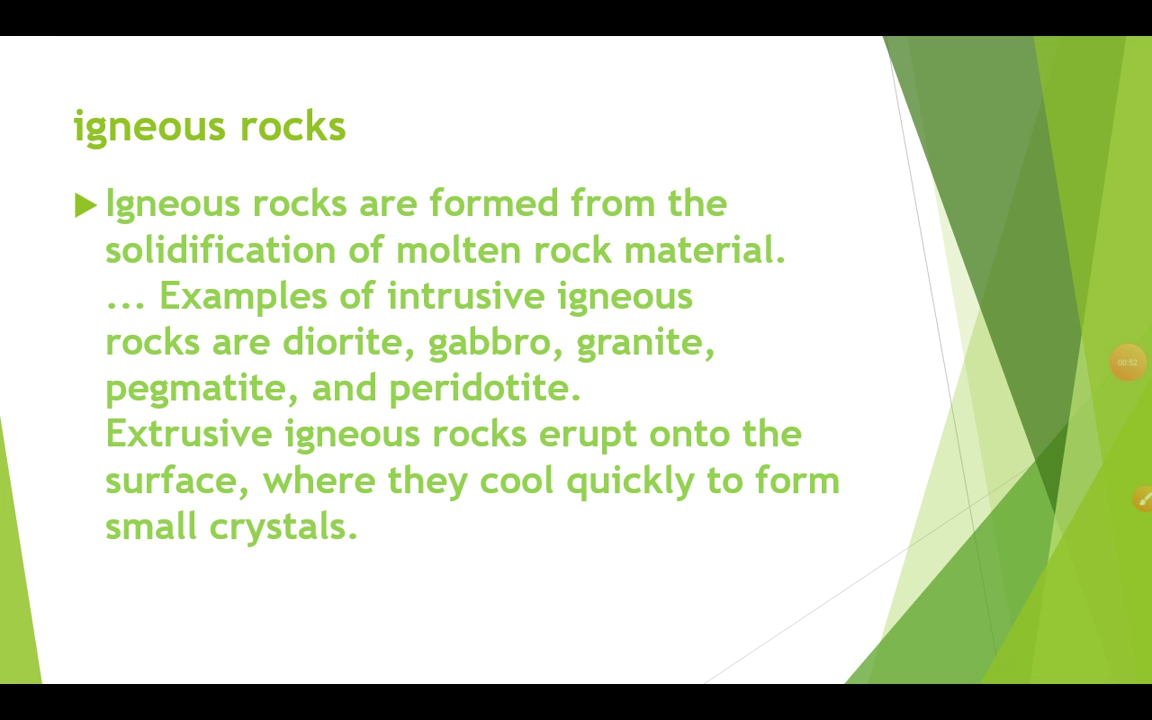 igneous rocks
Igneous rocks are formed from the
solidification of molten rock material.
... Examples of intrusive igneous
rocks are diorite, gabbro, granite,
pegmatite, and peridotite.
Extrusive igneous rocks erupt onto the
surface, where they cool quickly to form
small crystals.
00:52